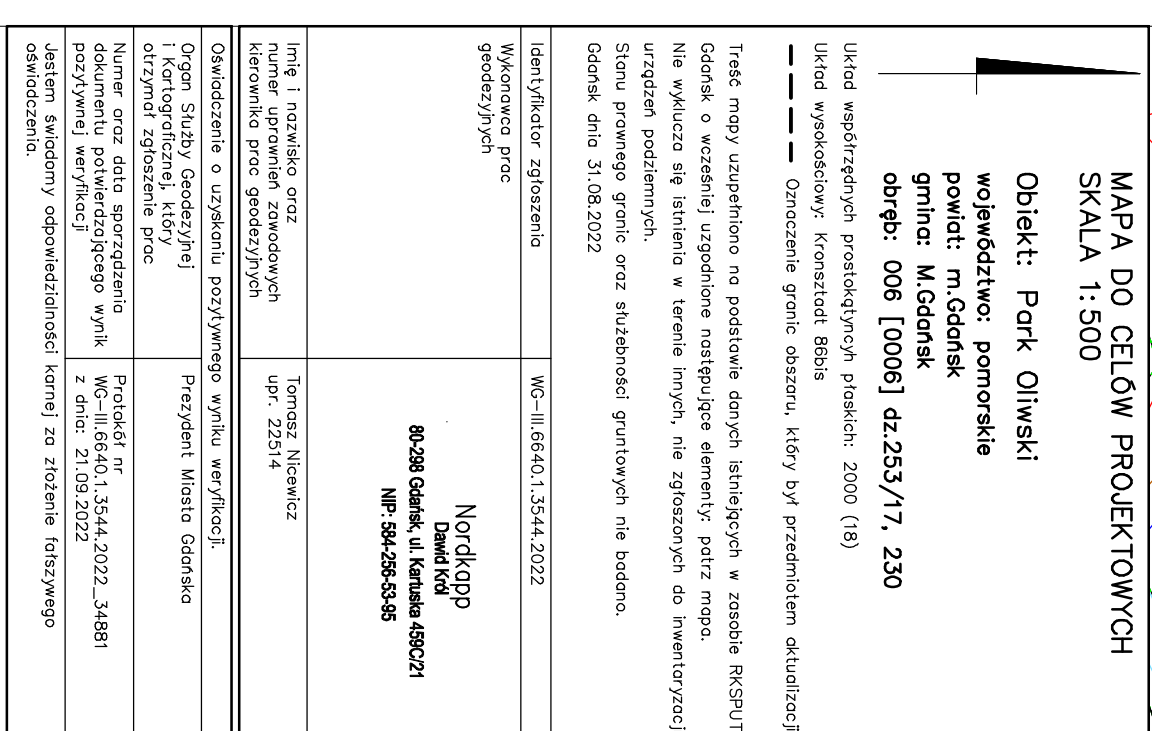 MAPA DO CELÓW PROJEKTOWYCH
SKALA 1:500
Obiekt: Park Oliwski
województwo: pomorskie
powiat: m.Gdańsk
gmina: M.Gdańsk
obręb: 006 [0006] dz.253/17, 230
Układ współrzędnych prostokątyncyh płaskich: 2000 (18)
Układ wysokościowy: Kronsztadt 86bis
Oznaczenie granic obszaru, który był przedmiotem aktualizacji
Treść mapy uzupełniono na podstawie danych istniejących w zasobie RKSPUT
Gdańsk o wcześniej uzgodnione następujące elementy: patrz mapa.
Nie wyklucza się istnienia w terenie innych, nie zgłoszonych do inwentaryzacj
urządzeń podziemnych.
Stanu prawnego granic oraz służebności gruntowych nie badano.
Gdańsk dnia 31.08.2022
Identyfikator zgłoszenia
WG-III.6640.1.3544.2022
Wykonawca prac
geodezyjnych
Nordkapp
Dawid Król
80-298 Gdańsk, ul. Kartuska 459C/21
NIP: 584-256-53-95
Imię i nazwisko oraz
numer uprawnień zawodowych
kierownika prac geodezyjnych
Tomasz Nicewicz
upr. 22514
Oświadczenie o uzyskaniu pozytywnego wyniku weryfikacji.
Organ Służby Geodezyjnej
i Kartograficznej, który
otrzymał zgłoszenie prac
Prezydent Miasta Gdańska
Numer oraz data sporządzenia
dokumentu potwierdzającego wynik
pozytywnej weryfikacji
Protokół nr
WG-III.6640.1.3544.2022_34881
z dnia: 21.09.2022
Jestem świadomy odpowiedzialności karnej za złożenie fałszywego
oświadczenia.